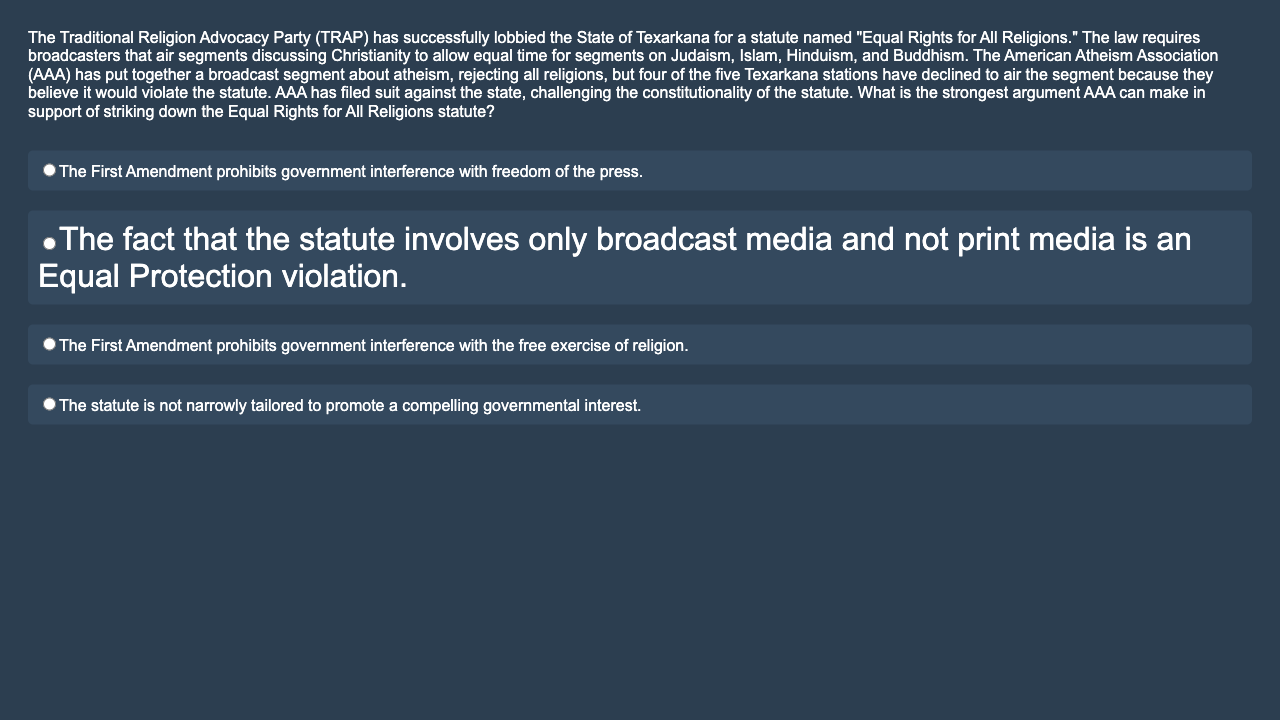 The Traditional Religion Advocacy Party (TRAP) has successfully lobbied the State of Texarkana for a statute named "Equal Rights for All Religions." The law requires
broadcasters that air segments discussing Christianity to allow equal time for segments on Judaism, Islam, Hinduism, and Buddhism. The American Atheism Association
(AAA) has put together a broadcast segment about atheism, rejecting all religions, but four of the five Texarkana stations have declined to air the segment because they
believe it would violate the statute. AAA has filed suit against the state, challenging the constitutionality of the statute. What is the strongest argument AAA can make in
support of striking down the Equal Rights for All Religions statute?
The First Amendment prohibits government interference with freedom of the press.
The fact that the statute involves only broadcast media and not print media is an
Equal Protection violation.
The First Amendment prohibits government interference with the free exercise of religion.
The statute is not narrowly tailored to promote a compelling governmental interest.